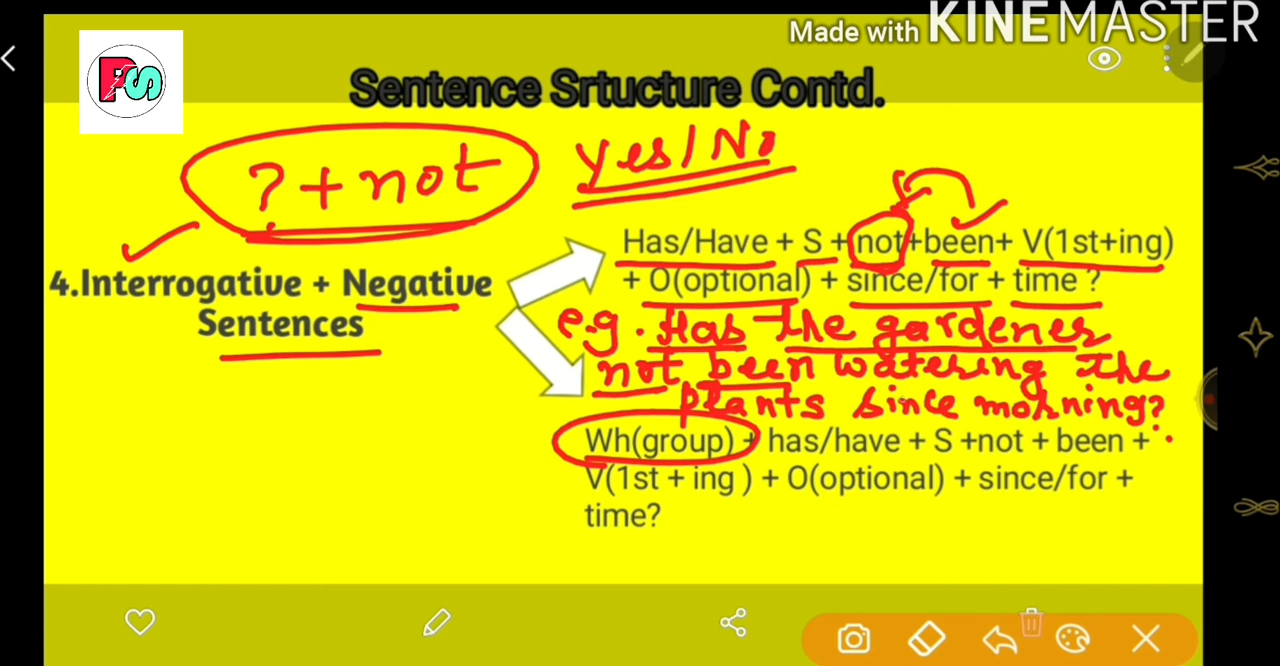 Made with KINEMASTER
PS
Sentence Srtucture Contd.
? + not
Yes/No
Has/Have + S + not+been+ V(1st+ing)
+ O(optional) + since/for + time ?
4.Interrogative + Negative
Sentences
e.g. Has the gardener
not been watering the
plants since morning?
Wh(group) + has/have + S +not + been +
V(1st + ing ) + O(optional) + since/for +
time?